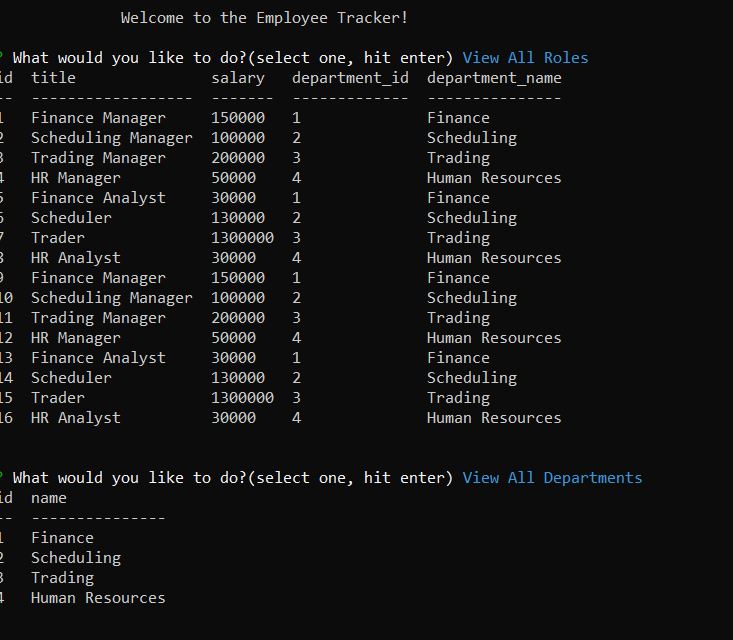 Welcome to the Employee Tracker!
? What would you like to do?(select one, hit enter) View All Roles
id  title               salary   department_id  department_name
--  ------------------  -------  -------------  ---------------
1   Finance Manager     150000   1              Finance
2   Scheduling Manager  100000   2              Scheduling
3   Trading Manager     200000   3              Trading
4   HR Manager          50000    4              Human Resources
5   Finance Analyst     30000    1              Finance
6   Scheduler           130000   2              Scheduling
7   Trader              1300000  3              Trading
8   HR Analyst          30000    4              Human Resources
9   Finance Manager     150000   1              Finance
10  Scheduling Manager  100000   2              Scheduling
11  Trading Manager     200000   3              Trading
12  HR Manager          50000    4              Human Resources
13  Finance Analyst     30000    1              Finance
14  Scheduler           130000   2              Scheduling
15  Trader              1300000  3              Trading
16  HR Analyst          30000    4              Human Resources
? What would you like to do?(select one, hit enter) View All Departments
id  name
--  ---------------
1   Finance
2   Scheduling
3   Trading
4   Human Resources